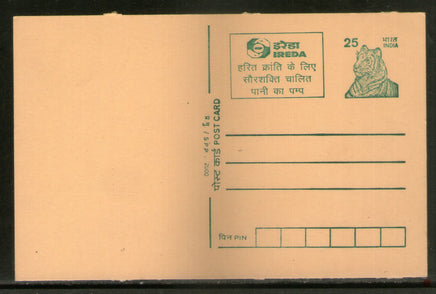 इरेडा
IREDA
हरित क्रांति के लिए
सौरशक्ति चालित
पानी का पम्प
25
भारत
INDIA
पोस्ट कार्ड POST CARD
पिन PIN